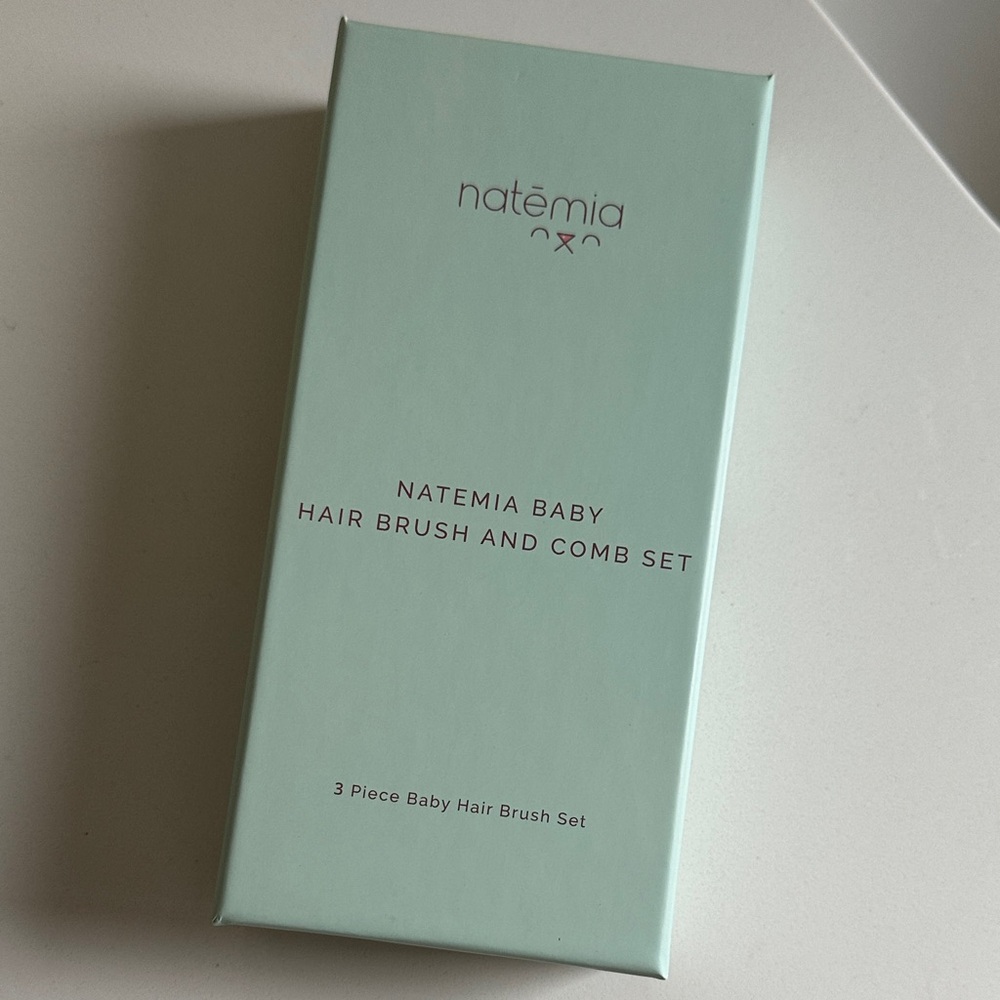 natēmia
NATEMIA BABY
HAIR BRUSH AND COMB SET
3 Piece Baby Hair Brush Set